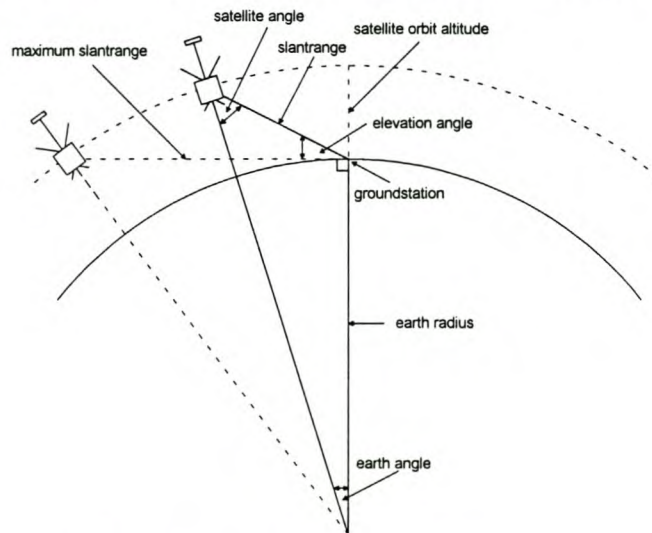 satellite angle
satellite orbit altitude
maximum slantrange
slantrange
elevation angle
groundstation
earth radius
earth angle